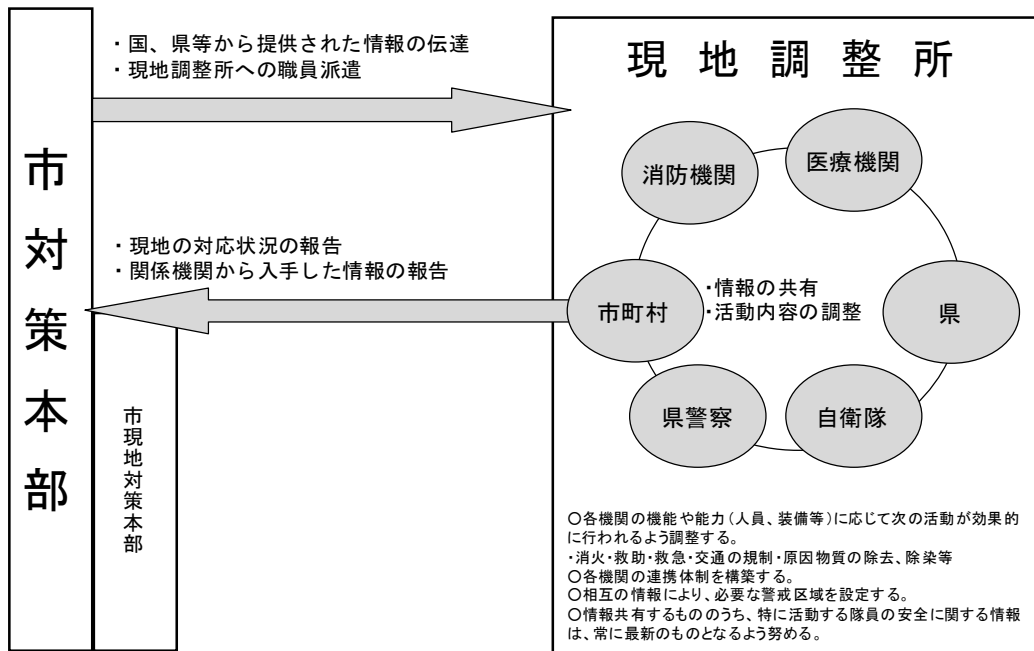 市対策本部
・国、県等から提供された情報の伝達
・現地調整所への職員派遣
・現地の対応状況の報告
・関係機関から入手した情報の報告
市現地対策本部
現地調整所
消防機関
医療機関
市町村
・情報の共有
・活動内容の調整
県
県警察
自衛隊
○各機関の機能や能力(人員、装備等)に応じて次の活動が効果的
に行われるよう調整する。
・消火・救助・救急・交通の規制・原因物質の除去、除染等
○各機関の連携体制を構築する。
○相互の情報により、必要な警戒区域を設定する。
○情報共有するもののうち、特に活動する隊員の安全に関する情報
は、常に最新のものとなるよう努める。